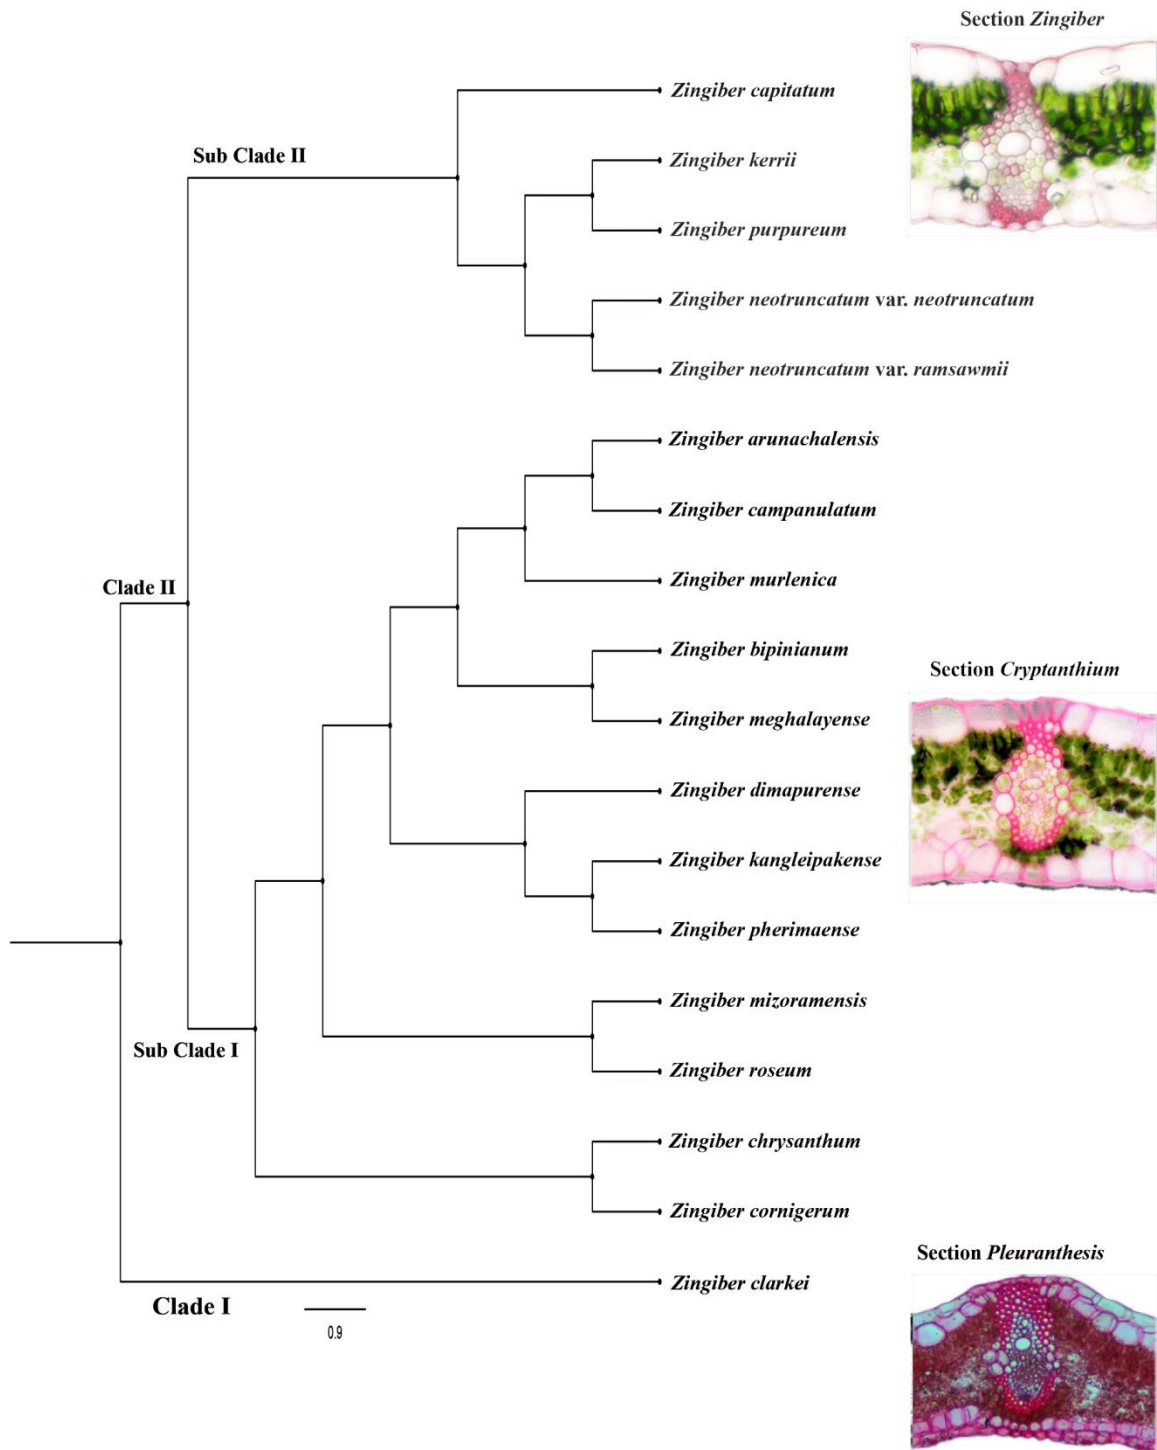 Section Zingiber
Zingiber capitatum
Sub Clade II
Zingiber kerrii
Zingiber purpureum
Zingiber neotruncatum var. neotruncatum
Zingiber neotruncatum var. ramsawmii
Zingiber arunachalensis
Zingiber campanulatum
Clade II
Zingiber murlenica
Zingiber bipinianum
Section Cryptanthium
Zingiber meghalayense
Zingiber dimapurense
Zingiber kangleipakense
Zingiber pherimaense
Zingiber mizoramensis
Sub Clade I
Zingiber roseum
Zingiber chrysanthum
Zingiber cornigerum
Section Pleuranthesis
Zingiber clarkei
Clade I
0.9